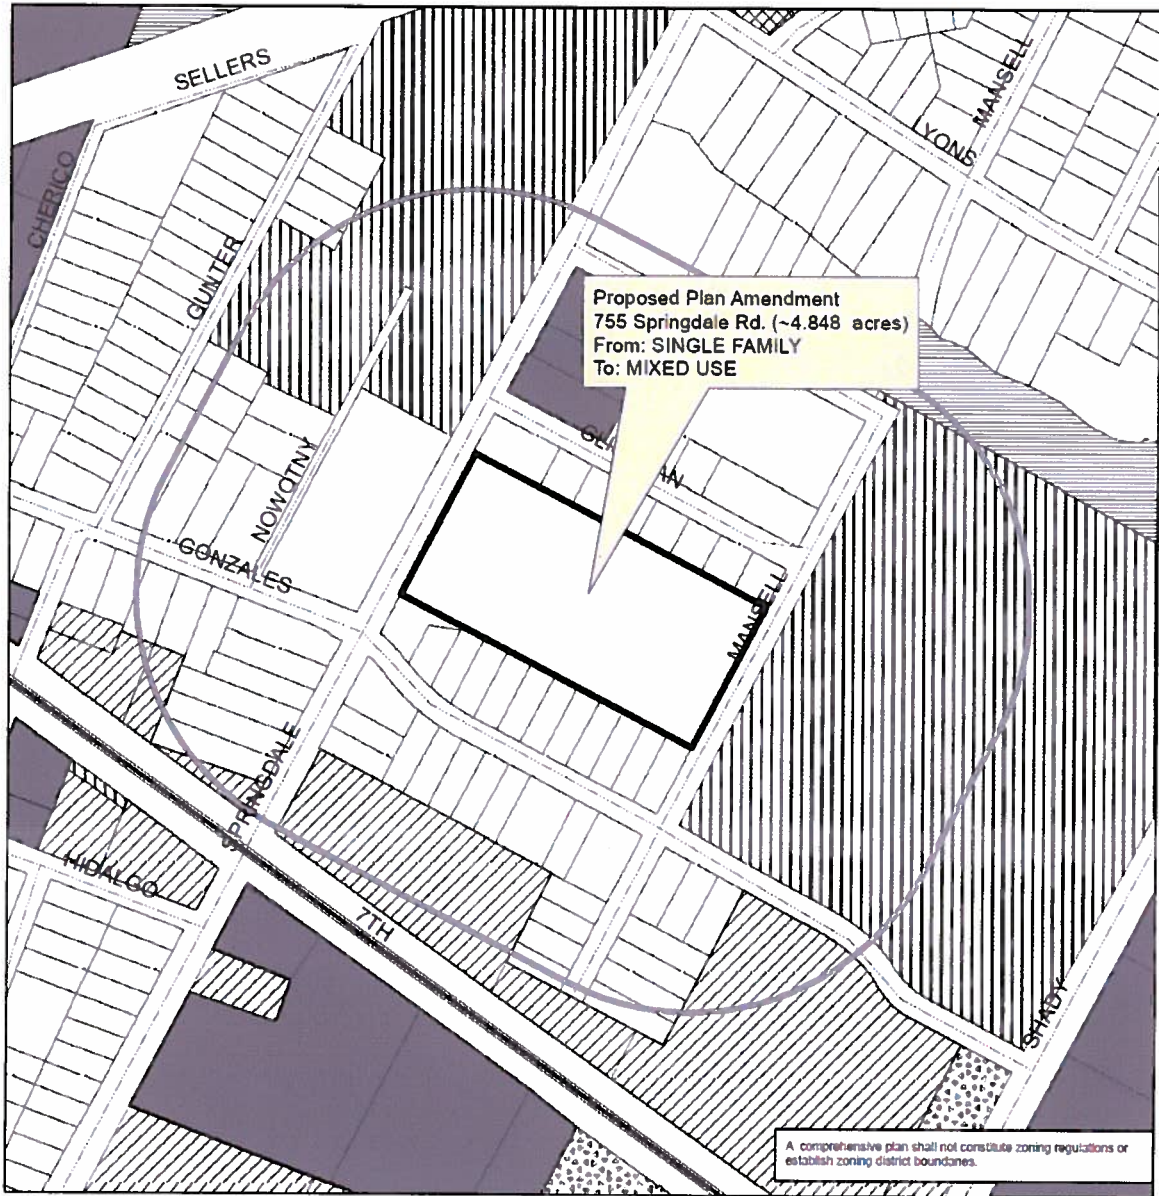 SELLERS
MANSELL
LYONS
CHERICO
GUNTER
Proposed Plan Amendment
755 Springdale Rd. (~4.848 acres)
From: SINGLE FAMILY
To: MIXED USE
NOWOTNY
GONZALES
MANSELL
SPRINGDALE
HIDALGO
7TH
SHADY
A comprehensive plan shall not constitute zoning regulations or
establish zoning district boundaries.